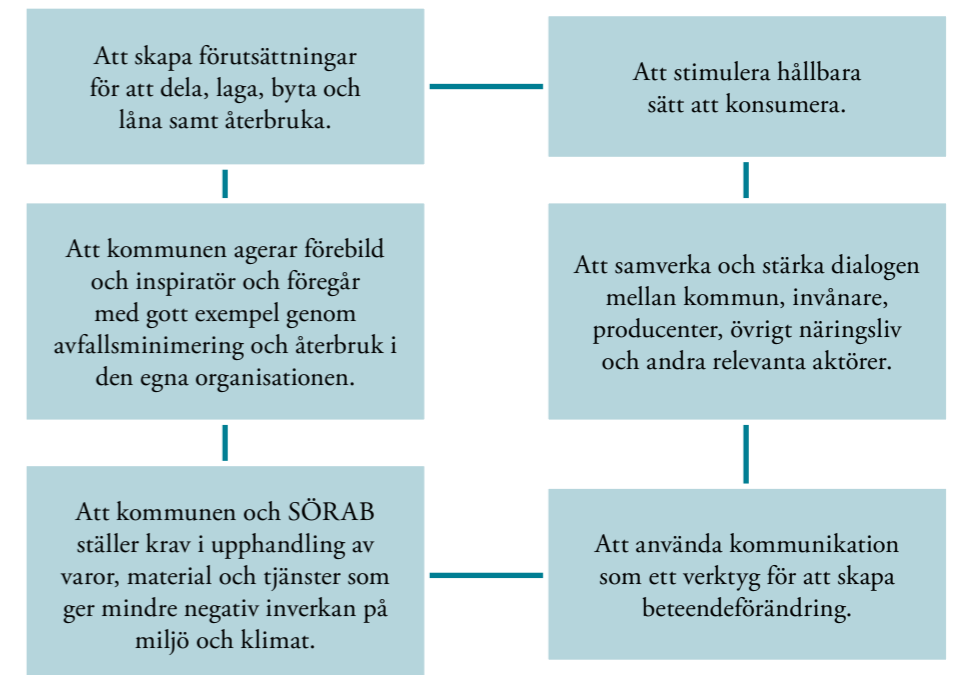 Att skapa förutsättningar
för att dela, laga, byta och
låna samt återbruka.
Att stimulera hållbara
sätt att konsumera.
Att kommunen agerar förebild
och inspiratör och föregår
med gott exempel genom
avfallsminimering och återbruk i
den egna organisationen.
Att samverka och stärka dialogen
mellan kommun, invånare,
producenter, övrigt näringsliv
och andra relevanta aktörer.
Att kommunen och SÖRAB
ställer krav i upphandling av
varor, material och tjänster som
ger mindre negativ inverkan på
miljö och klimat.
Att använda kommunikation
som ett verktyg för att skapa
beteendeförändring.